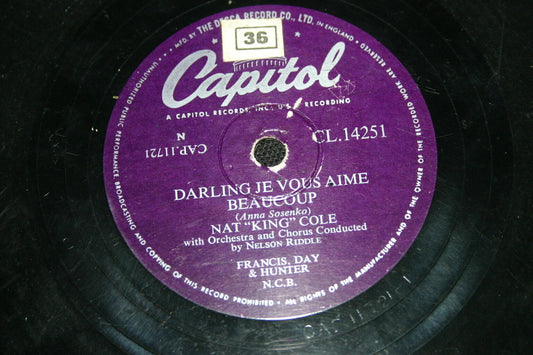 MFD. BY THE DECCA RECORD CO., LTD., IN ENGLAND.
36
Capitol
A CAPITOL RECORDS, INC., U.S.A. RECORDING
CAP.11721
N
CL.14251
DARLING JE VOUS AIME
BEAUCOUP
(Anna Sosenko)
NAT "KING" COLE
with Orchestra and Chorus Conducted
by NELSON RIDDLE
FRANCIS, DAY
& HUNTER
N.C.B.
ALL RIGHTS OF THE MANUFACTURER AND OF THE OWNER OF THE RECORDED WORK ARE RESERVED
UNAUTHORIZED PUBLIC PERFORMANCE, BROADCASTING AND COPYING OF THIS RECORD PROHIBITED